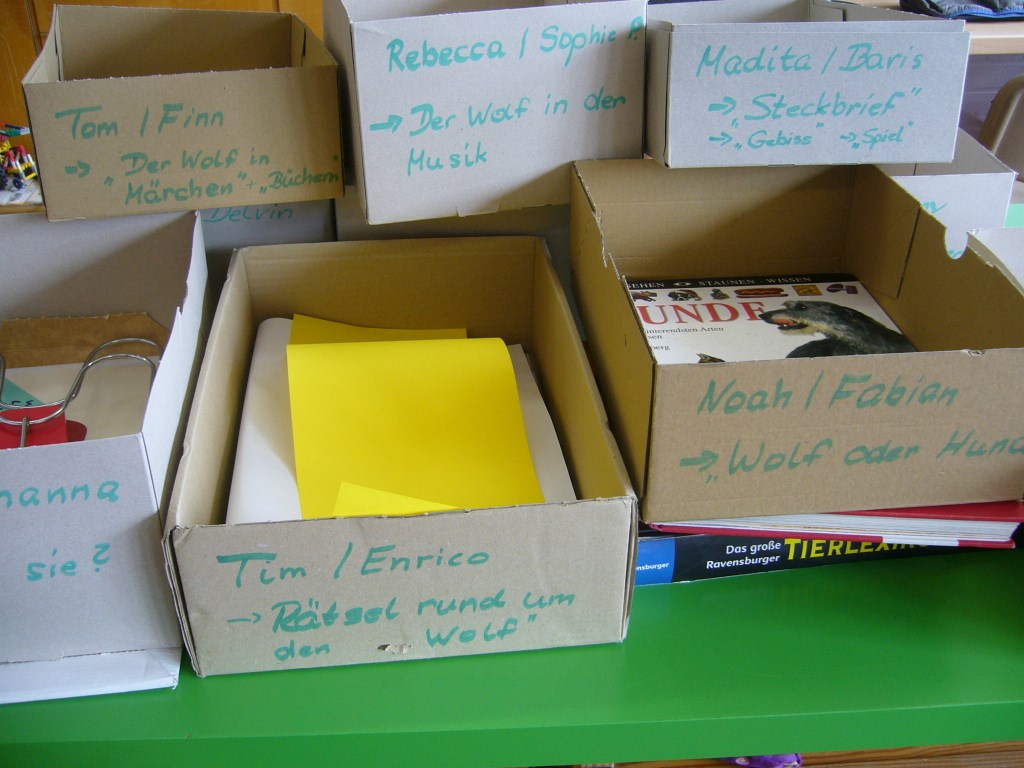 Tom / Finn
→ "Der Wolf in
Märchen" + "Büchern"
Rebecca / Sophie P.
→ Der Wolf in der
Musik
Madita / Baris
→ "Steckbrief"
→ "Gebiss" → "Spiel"
Delvin
SEHEN STAUNEN WISSEN
UNDE
Noah / Fabian
→ "Wolf oder Hund
hanna
sie?
Tim / Enrico
→ Rätsel rund um
den Wolf"
Das große
Ravensburger
TIERLEXI
ensburger